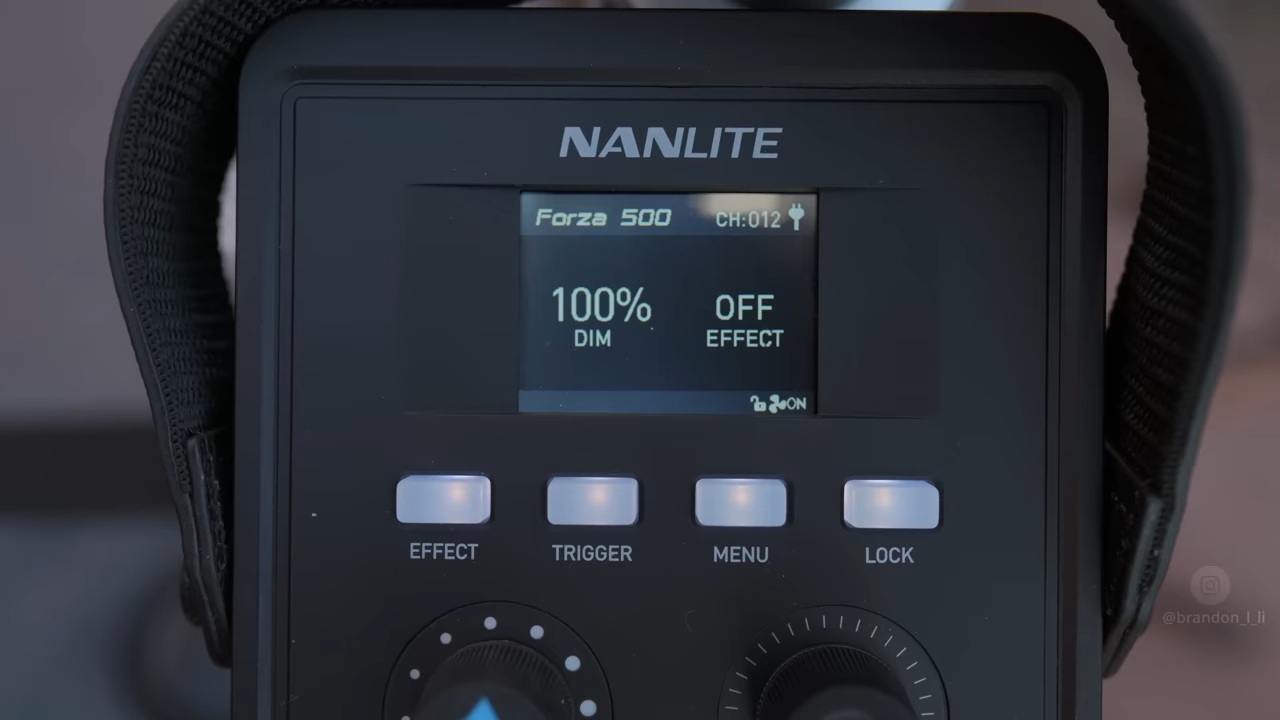 NANLITE
Forza 500 CH:012
100% OFF
DIM EFFECT
ON
EFFECT TRIGGER MENU LOCK
@brandon_l_li